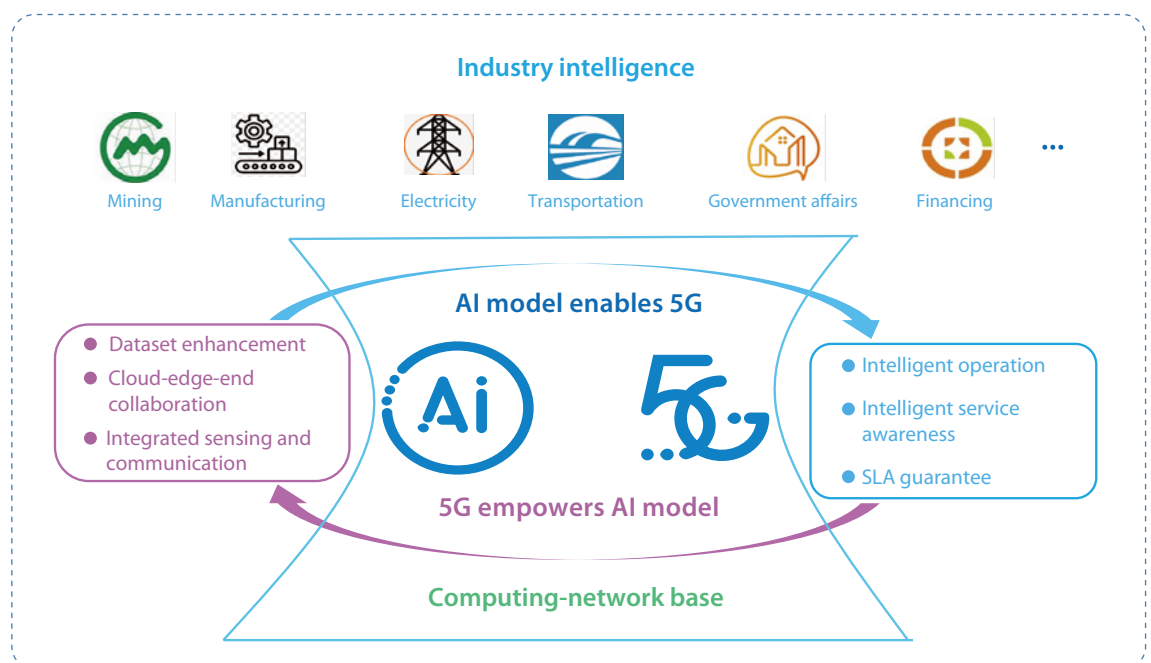 Industry intelligence
Mining
Manufacturing
Electricity
Transportation
Government affairs
Financing
...
AI model enables 5G
Dataset enhancement
Cloud-edge-end
collaboration
Integrated sensing and
communication
Ai
5G
Intelligent operation
Intelligent service
awareness
SLA guarantee
5G empowers AI model
Computing-network base